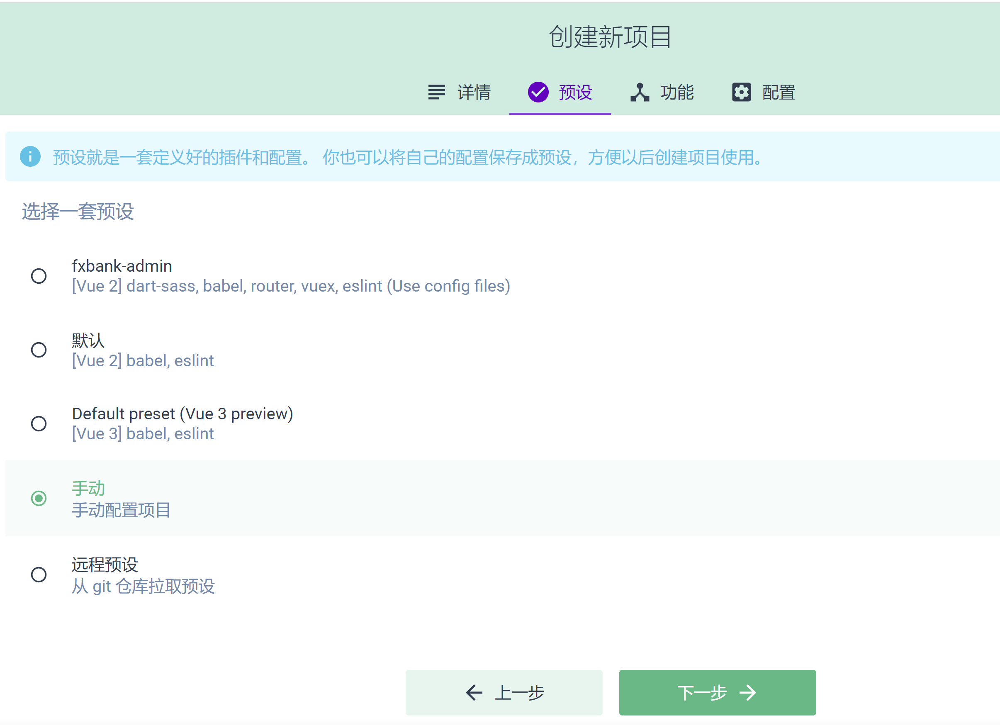 创建新项目
详情 预设 功能 配置
预设就是一套定义好的插件和配置。 你也可以将自己的配置保存成预设，方便以后创建项目使用。
选择一套预设
fxbank-admin
[Vue 2] dart-sass, babel, router, vuex, eslint (Use config files)
默认
[Vue 2] babel, eslint
Default preset (Vue 3 preview)
[Vue 3] babel, eslint
手动
手动配置项目
远程预设
从 git 仓库拉取预设
上一步 下一步